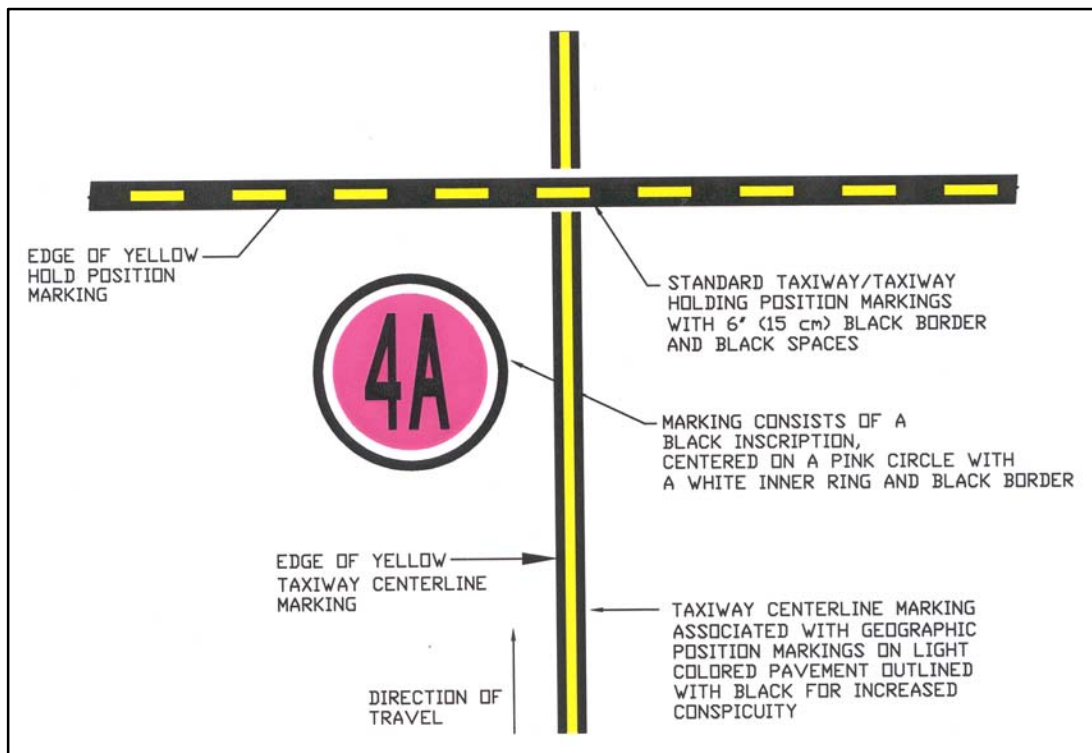 EDGE OF YELLOW
HOLD POSITION
MARKING
STANDARD TAXIWAY/TAXIWAY
HOLDING POSITION MARKINGS
WITH 6" (15 cm) BLACK BORDER
AND BLACK SPACES
4A
MARKING CONSISTS OF A
BLACK INSCRIPTION,
CENTERED ON A PINK CIRCLE WITH
A WHITE INNER RING AND BLACK BORDER
EDGE OF YELLOW
TAXIWAY CENTERLINE
MARKING
TAXIWAY CENTERLINE MARKING
ASSOCIATED WITH GEOGRAPHIC
POSITION MARKINGS ON LIGHT
COLORED PAVEMENT OUTLINED
WITH BLACK FOR INCREASED
CONSPICUITY
DIRECTION OF
TRAVEL